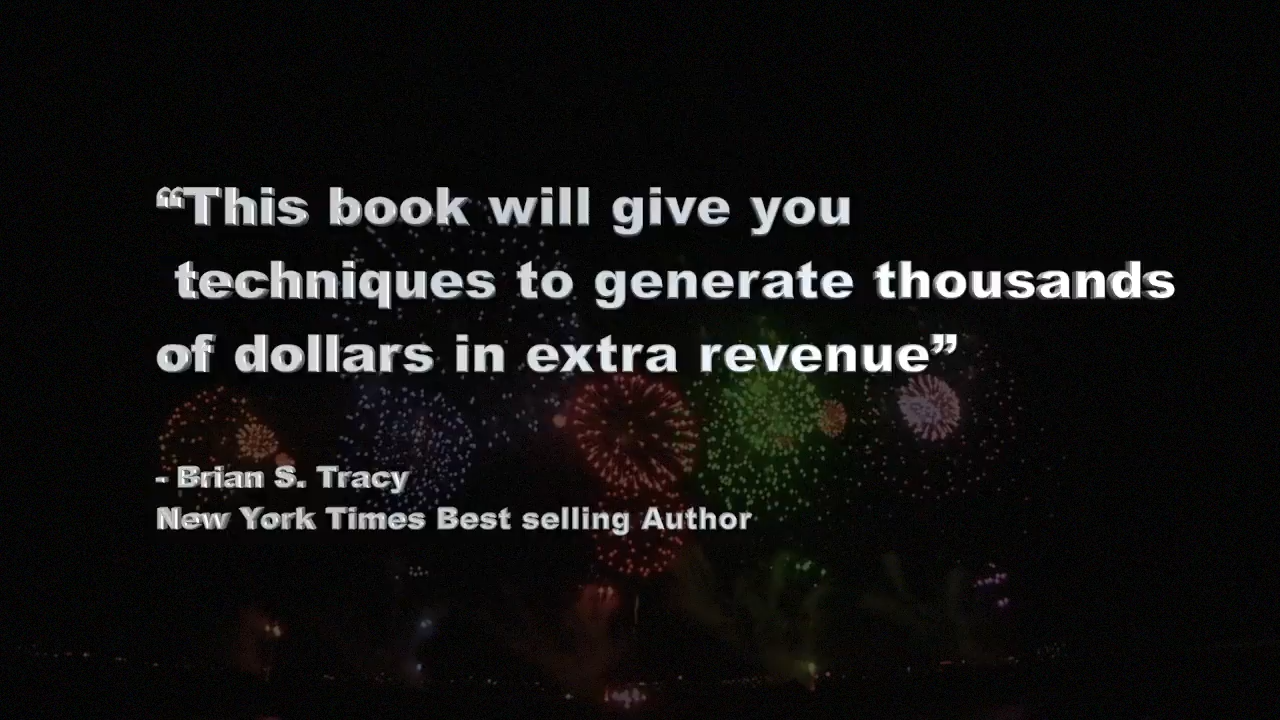 “This book will give you
techniques to generate thousands
of dollars in extra revenue”
- Brian S. Tracy
New York Times Best selling Author